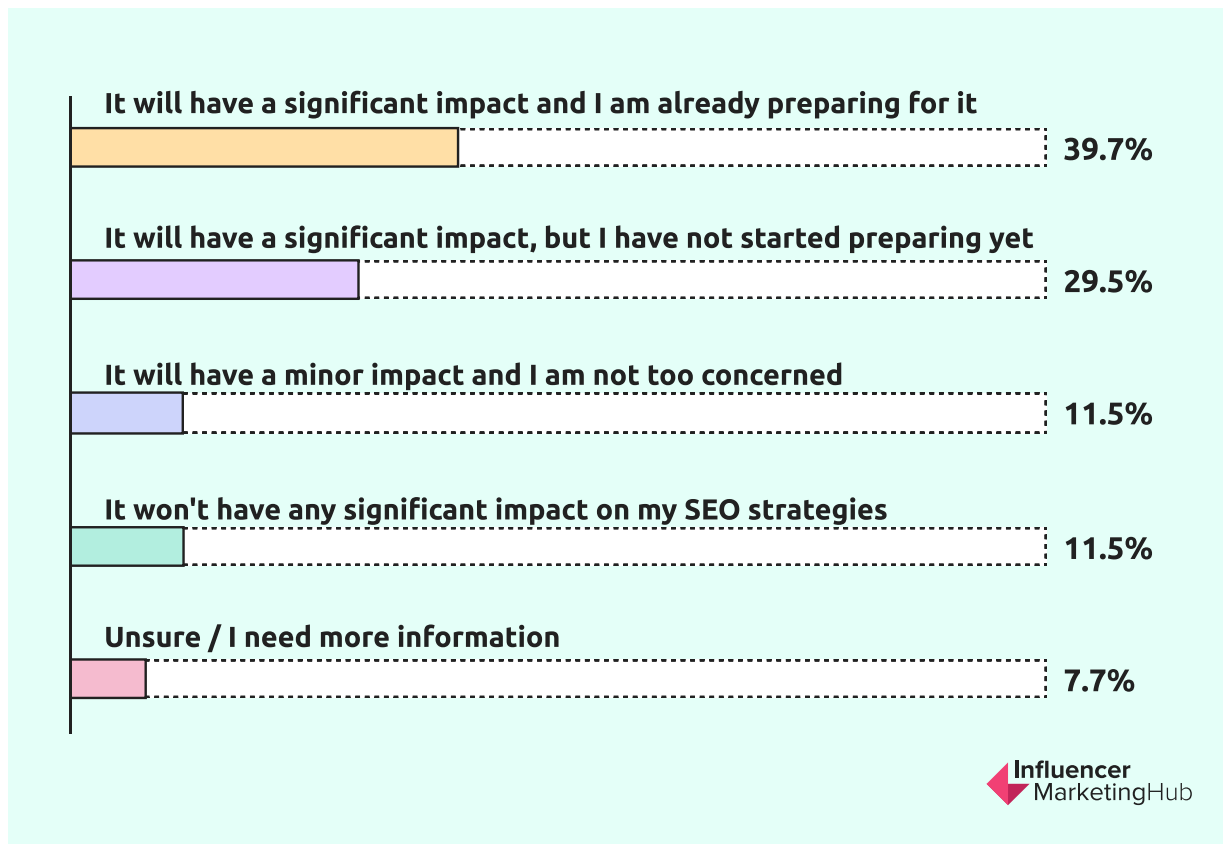 It will have a significant impact and I am already preparing for it
39.7%
It will have a significant impact, but I have not started preparing yet
29.5%
It will have a minor impact and I am not too concerned
11.5%
It won't have any significant impact on my SEO strategies
11.5%
Unsure / I need more information
7.7%
Influencer
MarketingHub